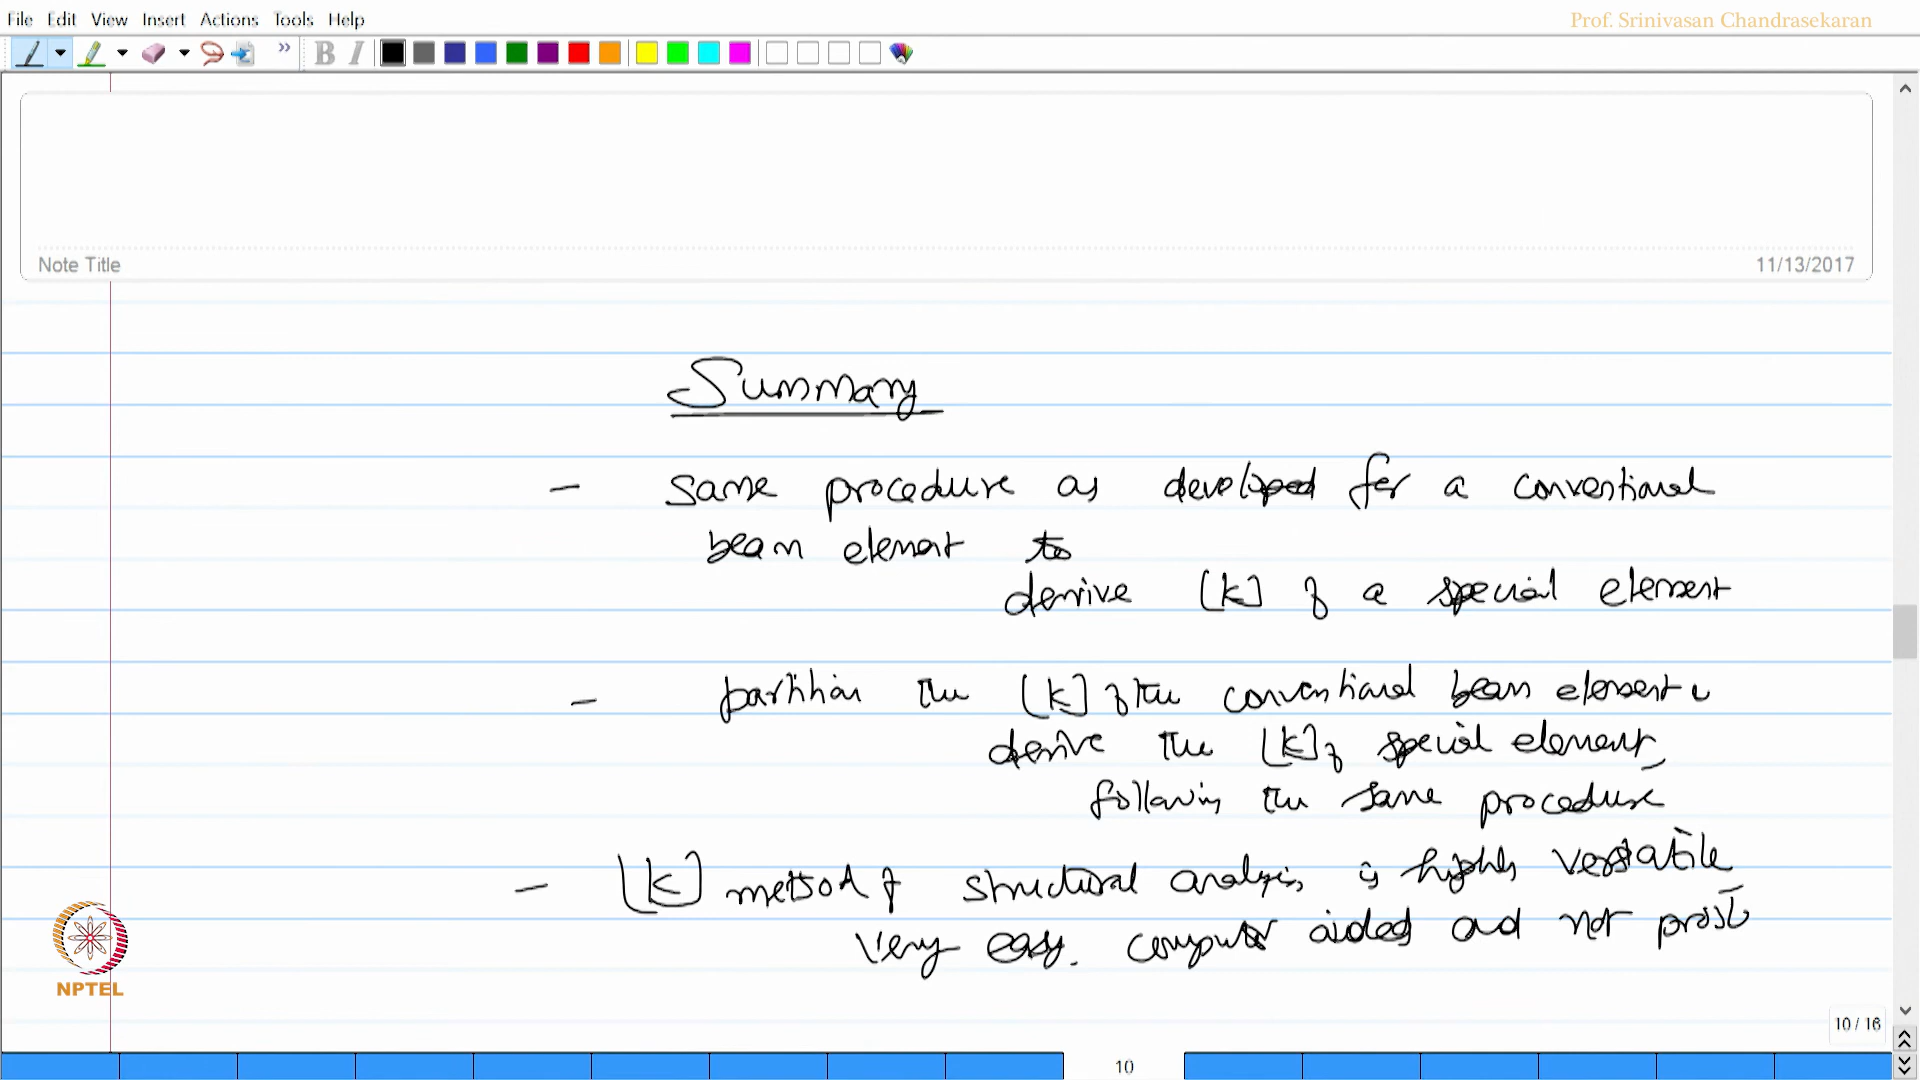 File Edit View Insert Actions Tools Help
Prof. Srinivasan Chandrasekaran
B I
Note Title
11/13/2017
Summary
- same procedure as developed for a conventional
beam element to
derive [k] of a special element
- partition the [k] of the conventional beam element &
derive the [k] of special element,
following the same procedure
- [k] method of structural analysis is highly versatile
very easy. computer aided and not
NPTEL
10 / 16
10